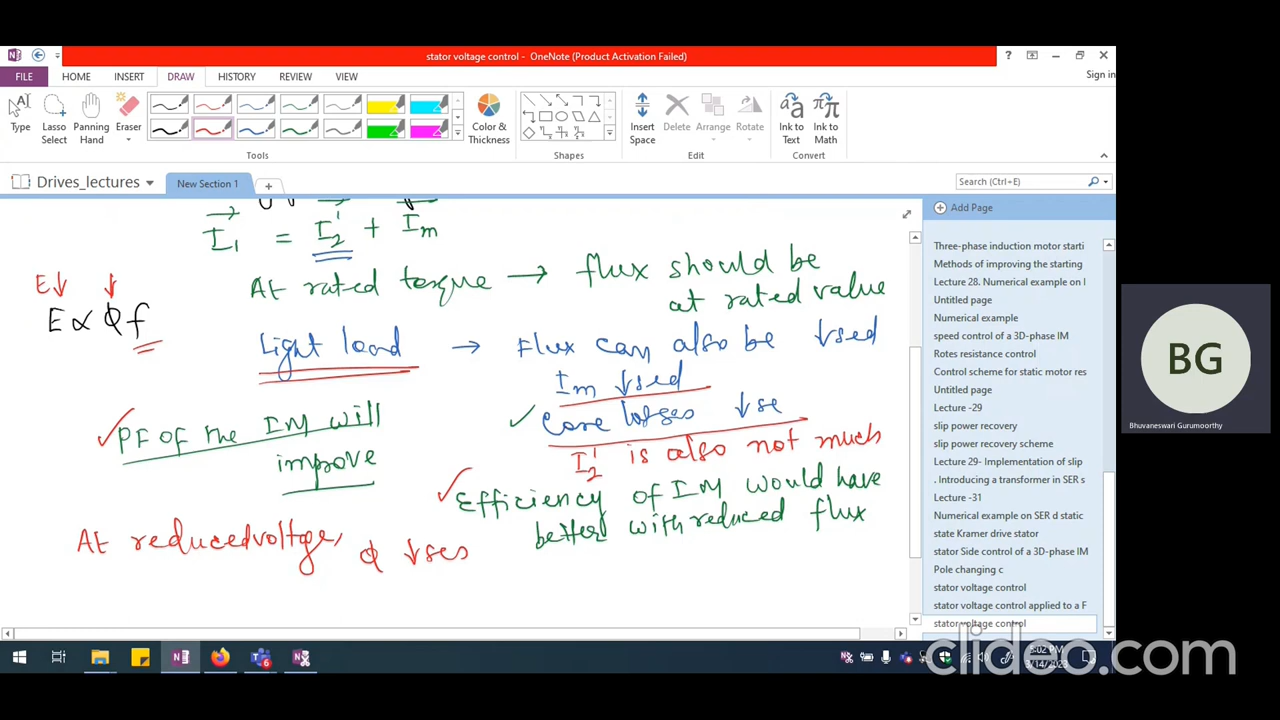 stator voltage control - OneNote (Product Activation Failed)
?
FILE
HOME
INSERT
DRAW
HISTORY
REVIEW
VIEW
Sign in
Type
Lasso Select
Panning Hand
Eraser
Color & Thickness
Insert Space
Delete
Arrange
Rotate
Ink to Text
Ink to Math
Tools
Shapes
Edit
Convert
Drives_lectures
New Section 1
Search (Ctrl+E)
Add Page
Three-phase induction motor starti
Methods of improving the starting
Lecture 28. Numerical example on I
Untitled page
Numerical example
speed control of a 3D-phase IM
Rotes resistance control
Control scheme for static motor res
Untitled page
Lecture -29
slip power recovery
slip power recovery scheme
Lecture 29- Implementation of slip
. Introducing a transformer in SER s
Lecture -31
Numerical example on SER d static
state Kramer drive stator
stator Side control of a 3D-phase IM
Pole changing c
stator voltage control
stator voltage control applied to a F
stator voltage control
I1 = I2' + Im
At rated torque → flux should be
at rated value
E↓ ↓
E ∝ ϕ f
Light load → Flux can also be ↓sed
Im ↓sed
✓ Core losses ↓se
✓ PF of the IM will
improve
I2' is also not much
✓ Efficiency of IM would have
better with reduced flux
At reduced voltge, ϕ ↓ses
BG
Bhuvaneswari Gurumoorthy
3/14/2023
clideo.com